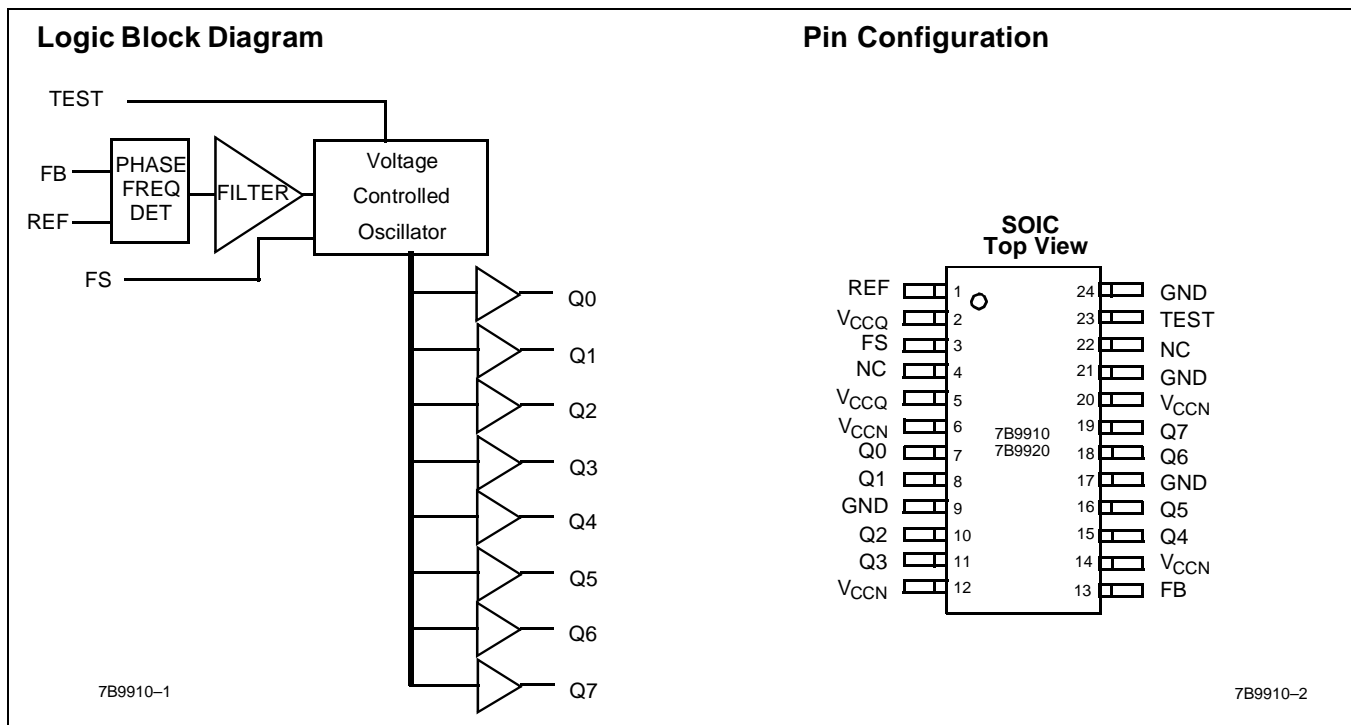 Logic Block Diagram
TEST
FB
REF
PHASE
FREQ
DET
FILTER
Voltage
Controlled
Oscillator
FS
Q0
Q1
Q2
Q3
Q4
Q5
Q6
Q7
7B9910–1
Pin Configuration
SOIC
Top View
REF 1 24 GND
VCCQ 2 23 TEST
FS 3 22 NC
NC 4 21 GND
VCCQ 5 20 VCCN
VCCN 6 19 Q7
Q0 7 18 Q6
Q1 8 17 GND
GND 9 16 Q5
Q2 10 15 Q4
Q3 11 14 VCCN
VCCN 12 13 FB
7B9910
7B9920
7B9910–2